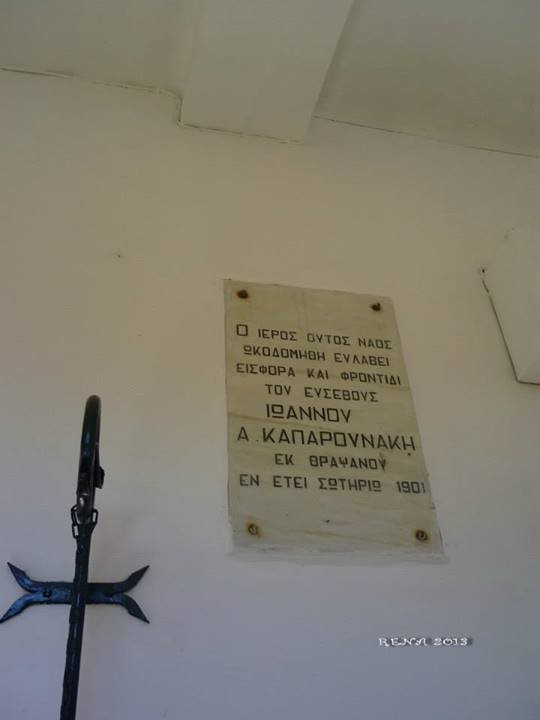 Ο ΙΕΡΟΣ ΟΥΤΟΣ ΝΑΟΣ
ΩΚΟΔΟΜΗΘΗ ΕΥΛΑΒΕΙ
ΕΙΣΦΟΡΑ ΚΑΙ ΦΡΟΝΤΙΔΙ
ΤΟΥ ΕΥΣΕΒΟΥΣ
ΙΩΑΝΝΟΥ
Α. ΚΑΠΑΡΟΥΝΑΚΗ
ΕΚ ΘΡΑΨΑΝΟΥ
ΕΝ ΕΤΕΙ ΣΩΤΗΡΙΩ 1901
RENA 2013